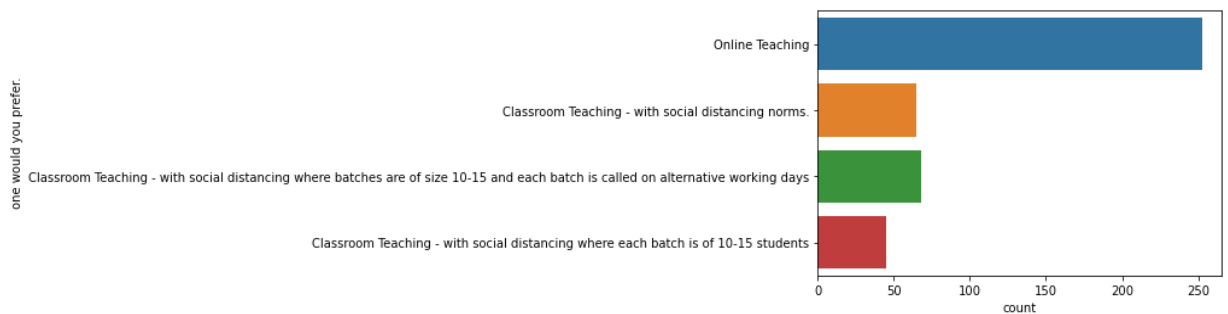 one would you prefer.
Online Teaching
Classroom Teaching - with social distancing norms.
Classroom Teaching - with social distancing where batches are of size 10-15 and each batch is called on alternative working days
Classroom Teaching - with social distancing where each batch is of 10-15 students
0 50 100 150 200 250
count